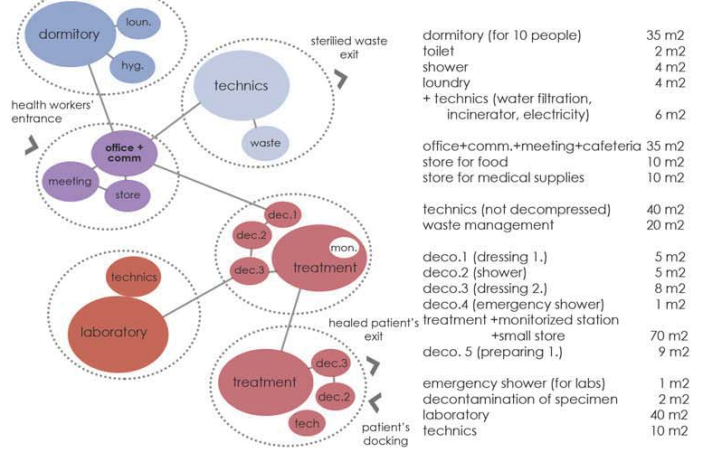 dormitory
loun.
hyg.
sterilied waste
exit
technics
waste
health workers'
entrance
office +
comm
meeting
store
dec.1
dec.2
mon.
dec.3
treatment
technics
laboratory
healed patient's
exit
treatment
dec.3
dec.2
tech
patient's
docking
dormitory (for 10 people) 35 m2
toilet 2 m2
shower 4 m2
loundry 4 m2
+ technics (water filtration,
incinerator, electricity) 6 m2
office+comm.+meeting+cafeteria 35 m2
store for food 10 m2
store for medical supplies 10 m2
technics (not decompressed) 40 m2
waste management 20 m2
deco.1 (dressing 1.) 5 m2
deco.2 (shower) 5 m2
deco.3 (dressing 2.) 8 m2
deco.4 (emergency shower) 1 m2
treatment +monitorized station
+small store 70 m2
deco. 5 (preparing 1.) 9 m2
emergency shower (for labs) 1 m2
decontamination of specimen 2 m2
laboratory 40 m2
technics 10 m2